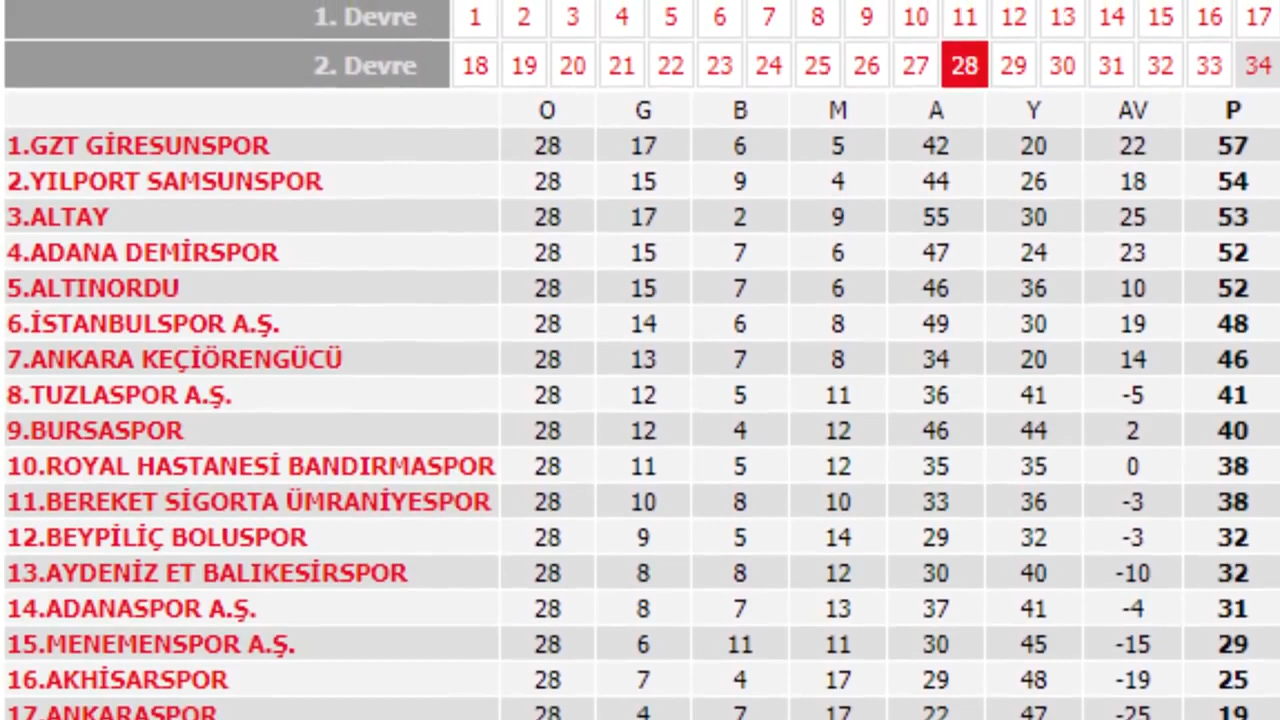 1. Devre 1 2 3 4 5 6 7 8 9 10 11 12 13 14 15 16 17
2. Devre 18 19 20 21 22 23 24 25 26 27 28 29 30 31 32 33 34
O G B M A Y AV P
1.GZT GİRESUNSPOR 28 17 6 5 42 20 22 57
2.YILPORT SAMSUNSPOR 28 15 9 4 44 26 18 54
3.ALTAY 28 17 2 9 55 30 25 53
4.ADANA DEMİRSPOR 28 15 7 6 47 24 23 52
5.ALTINORDU 28 15 7 6 46 36 10 52
6.İSTANBULSPOR A.Ş. 28 14 6 8 49 30 19 48
7.ANKARA KEÇİÖRENGÜCÜ 28 13 7 8 34 20 14 46
8.TUZLASPOR A.Ş. 28 12 5 11 36 41 -5 41
9.BURSASPOR 28 12 4 12 46 44 2 40
10.ROYAL HASTANESİ BANDIRMASPOR 28 11 5 12 35 35 0 38
11.BEREKET SİGORTA ÜMRANİYESPOR 28 10 8 10 33 36 -3 38
12.BEYPİLİÇ BOLUSPOR 28 9 5 14 29 32 -3 32
13.AYDENİZ ET BALIKESİRSPOR 28 8 8 12 30 40 -10 32
14.ADANASPOR A.Ş. 28 8 7 13 37 41 -4 31
15.MENEMENSPOR A.Ş. 28 6 11 11 30 45 -15 29
16.AKHİSARSPOR 28 7 4 17 29 48 -19 25
17.ANKARASPOR 28 4 7 17 22 47 -25 19